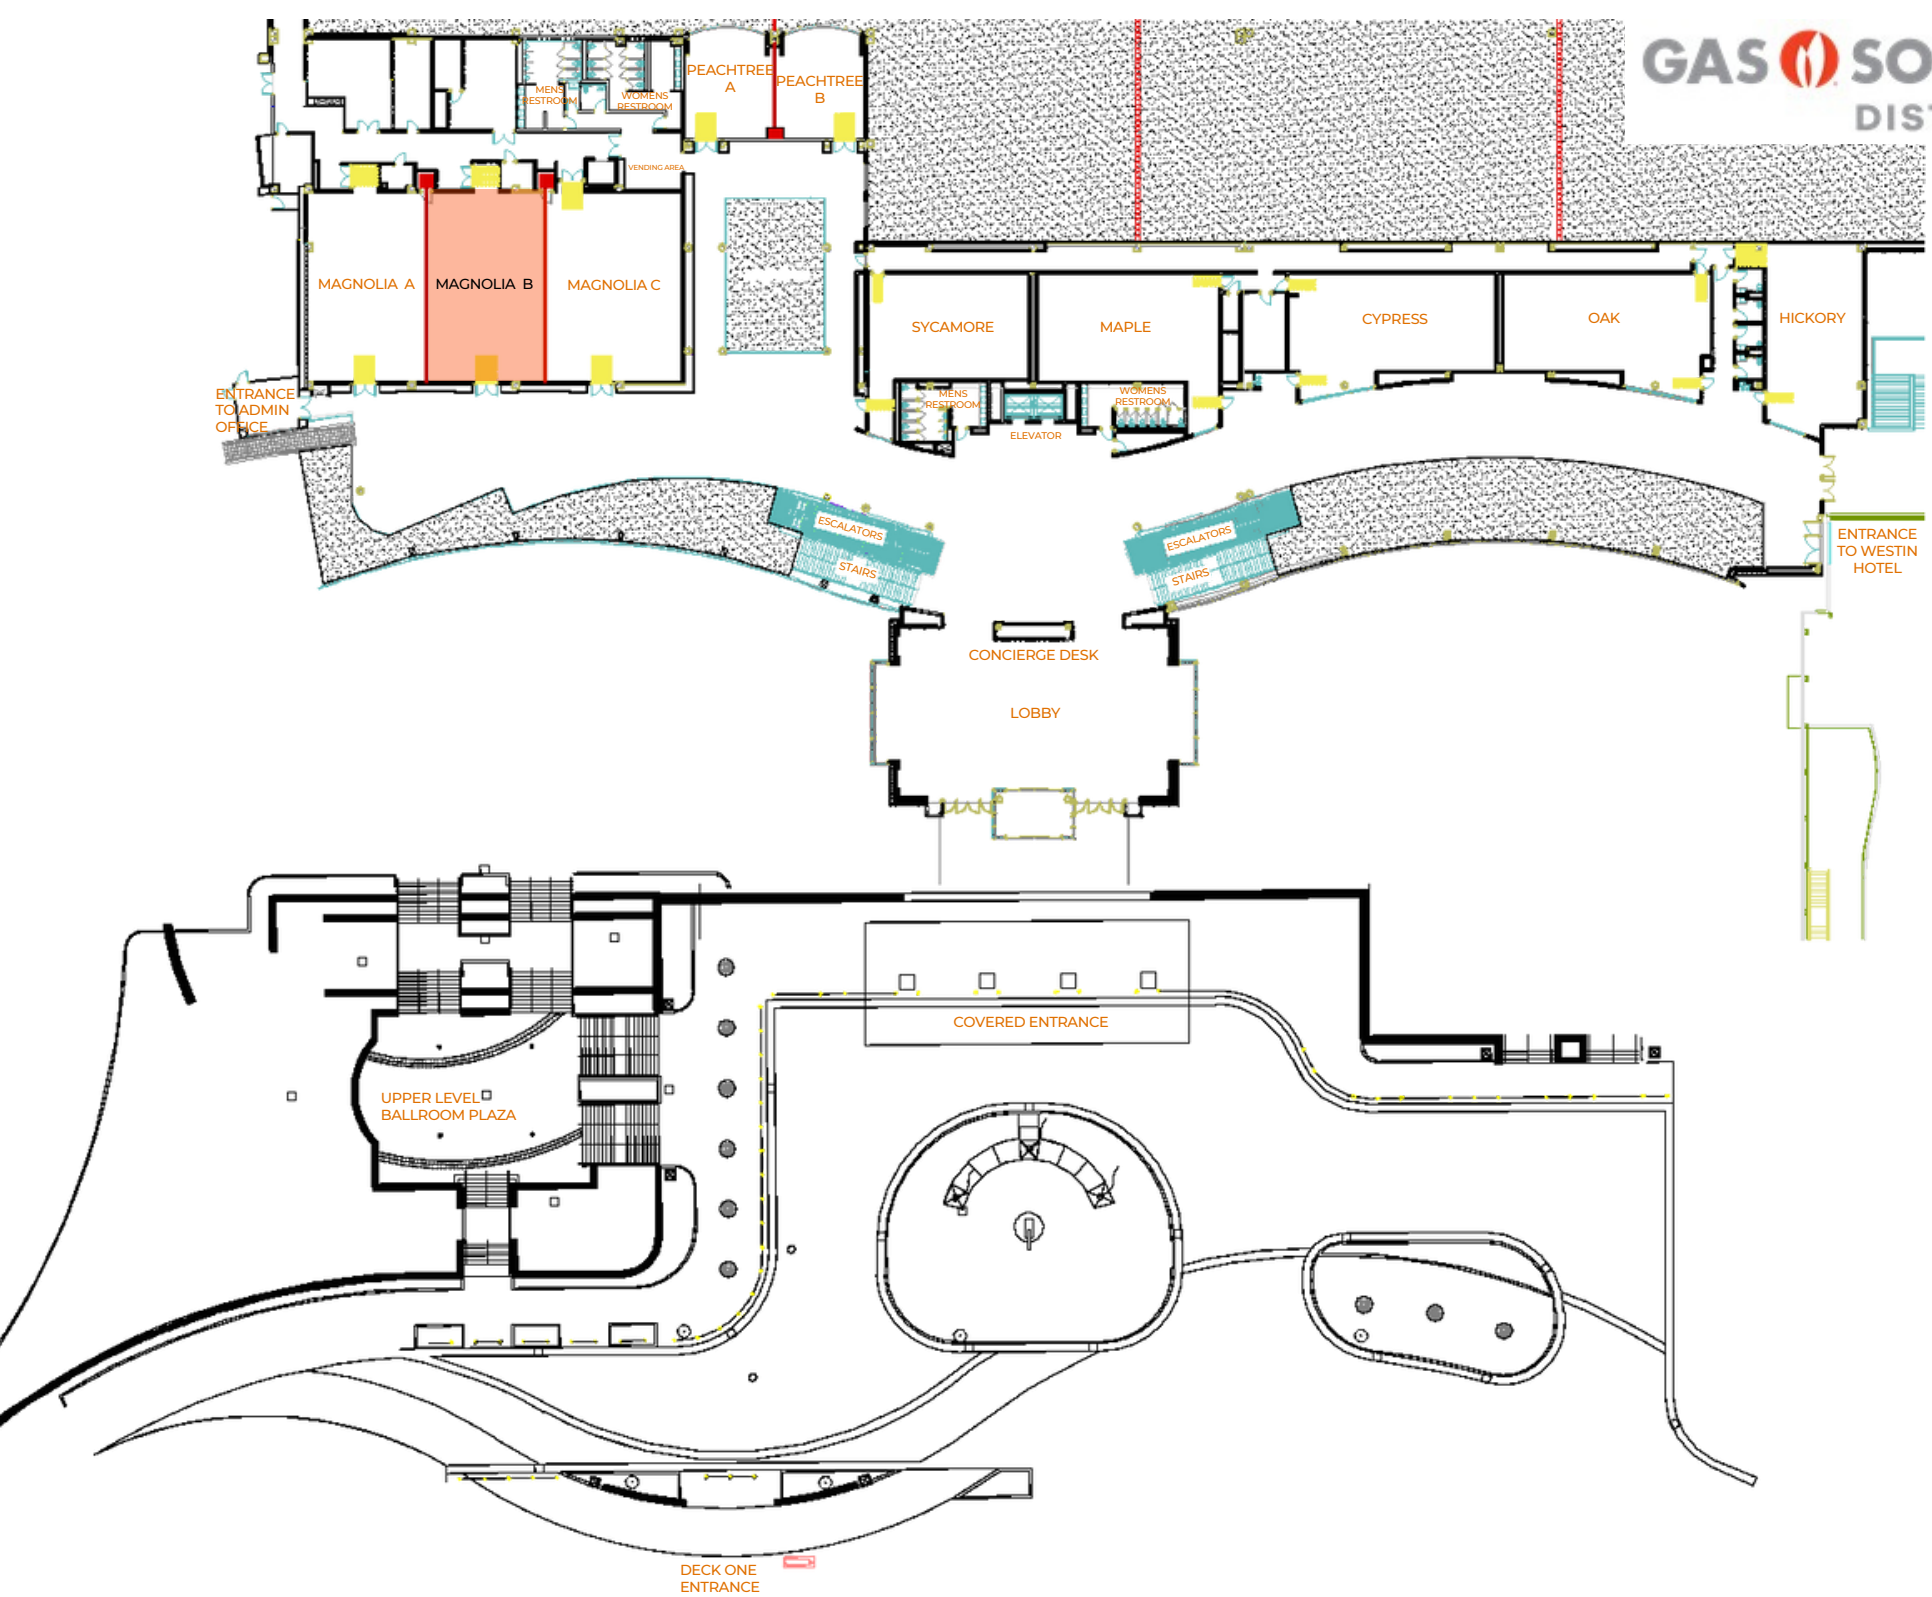 GAS SO
DIS
PEACHTREE
A
PEACHTREE
B
MENS
RESTROOM
WOMENS
RESTROOM
VENDING AREA
MAGNOLIA A
MAGNOLIA B
MAGNOLIA C
SYCAMORE
MAPLE
CYPRESS
OAK
HICKORY
ENTRANCE
TO ADMIN
OFFICE
MENS
RESTROOM
WOMENS
RESTROOM
ELEVATOR
ESCALATORS
STAIRS
ESCALATORS
STAIRS
ENTRANCE
TO WESTIN
HOTEL
CONCIERGE DESK
LOBBY
COVERED ENTRANCE
UPPER LEVEL
BALLROOM PLAZA
DECK ONE
ENTRANCE